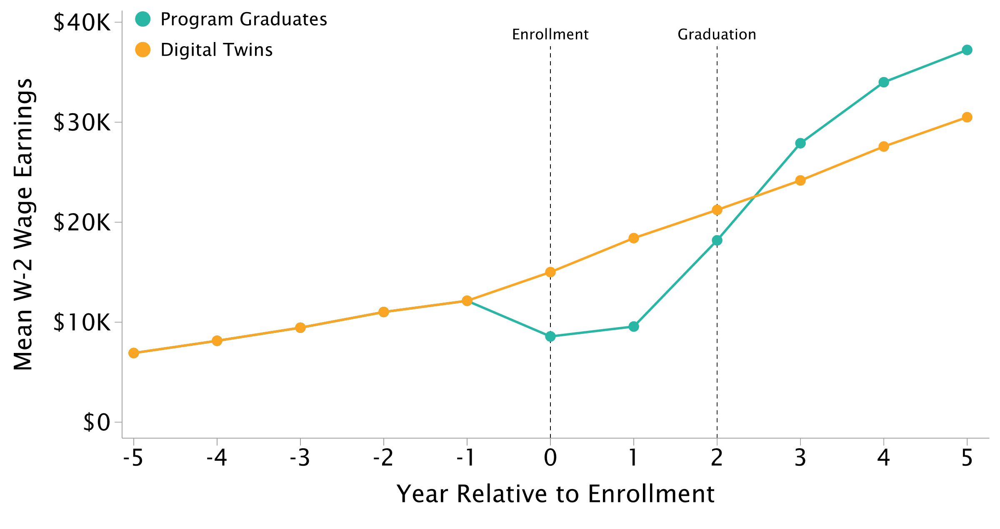 Program Graduates
Digital Twins
Enrollment
Graduation
$40K
$30K
$20K
$10K
$0
Mean W-2 Wage Earnings
-5 -4 -3 -2 -1 0 1 2 3 4 5
Year Relative to Enrollment